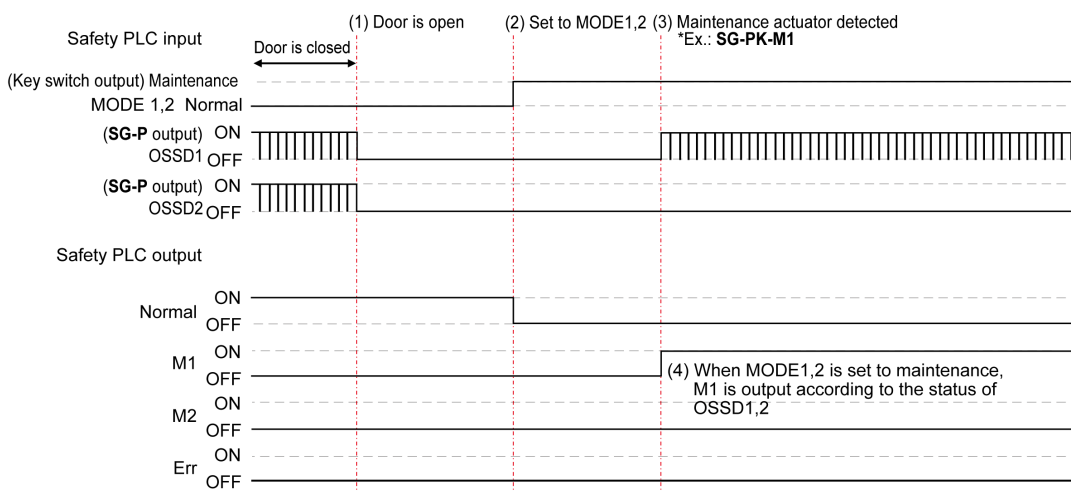 (1) Door is open
(2) Set to MODE1,2
(3) Maintenance actuator detected
*Ex.: SG-PK-M1
Safety PLC input
Door is closed
(Key switch output) Maintenance
MODE 1,2 Normal
(SG-P output) ON
OSSD1 OFF
(SG-P output) ON
OSSD2 OFF
Safety PLC output
ON
Normal
OFF
ON
M1
OFF
(4) When MODE1,2 is set to maintenance,
M1 is output according to the status of
OSSD1,2
ON
M2
OFF
ON
Err
OFF